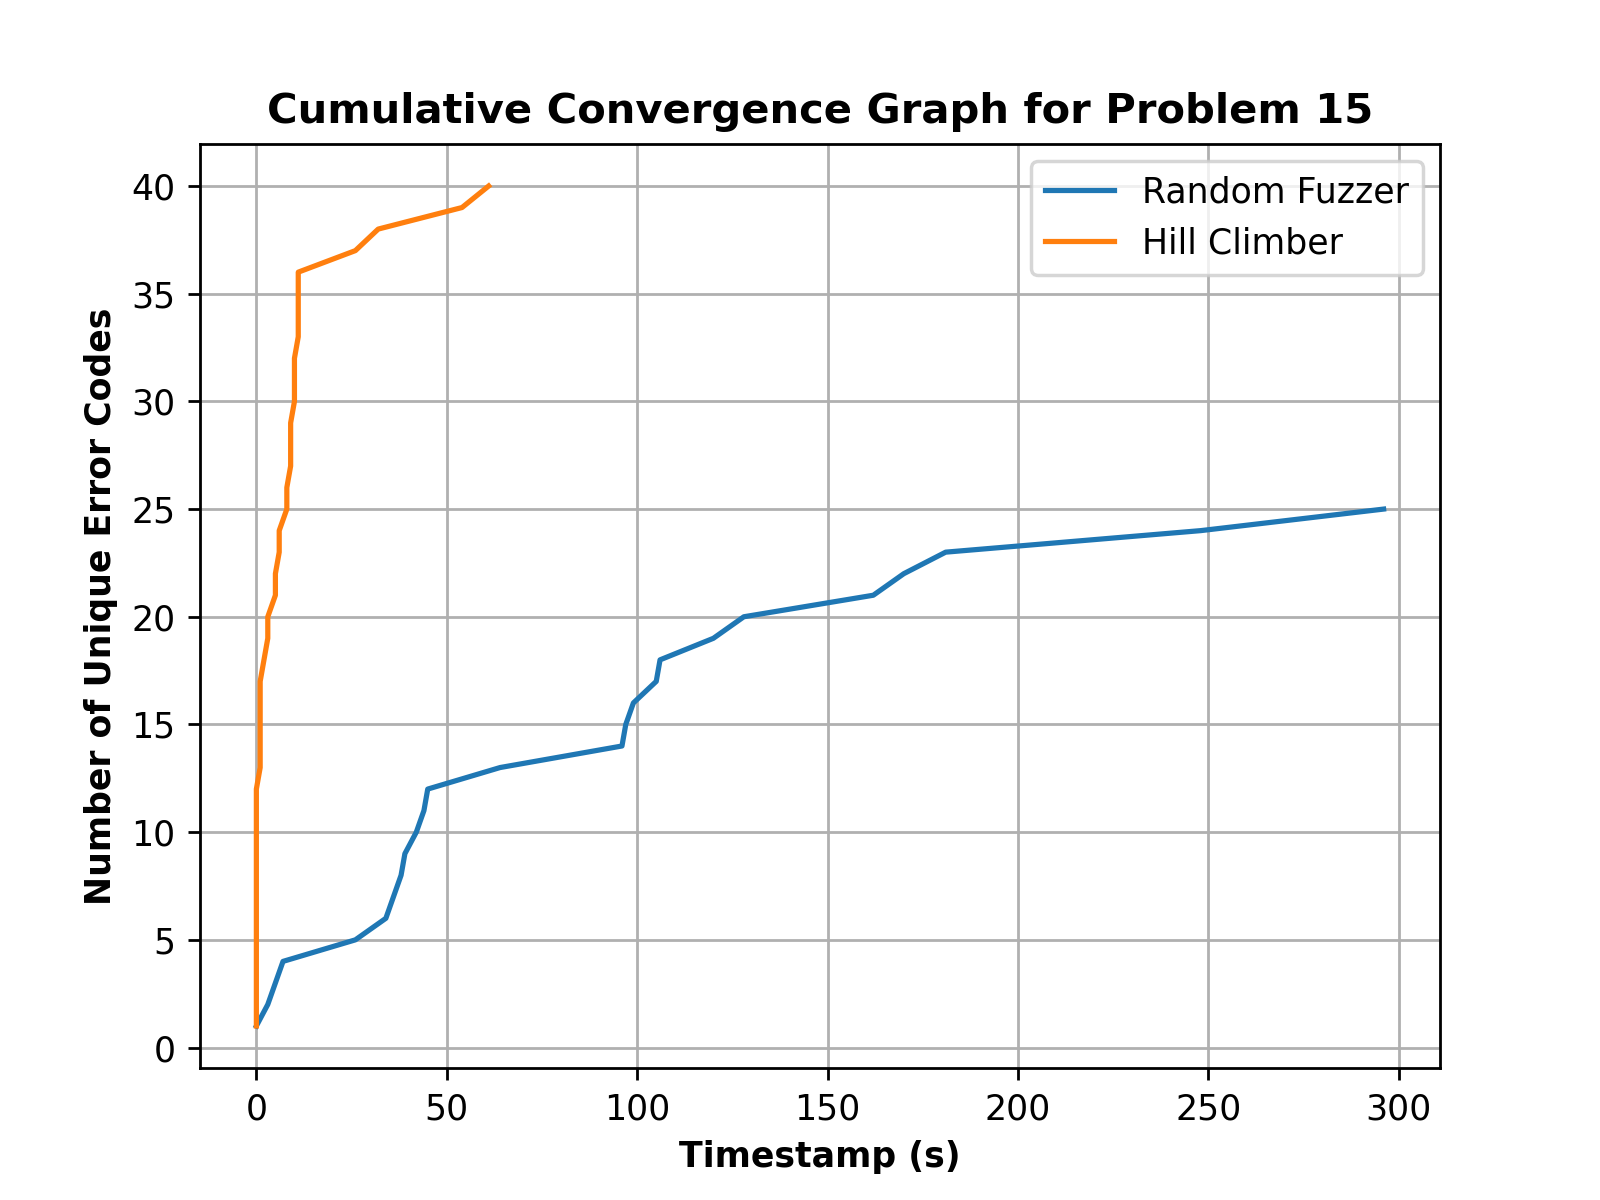 Cumulative Convergence Graph for Problem 15
Random Fuzzer
Hill Climber
Number of Unique Error Codes
40
35
30
25
20
15
10
5
0
0 50 100 150 200 250 300
Timestamp (s)